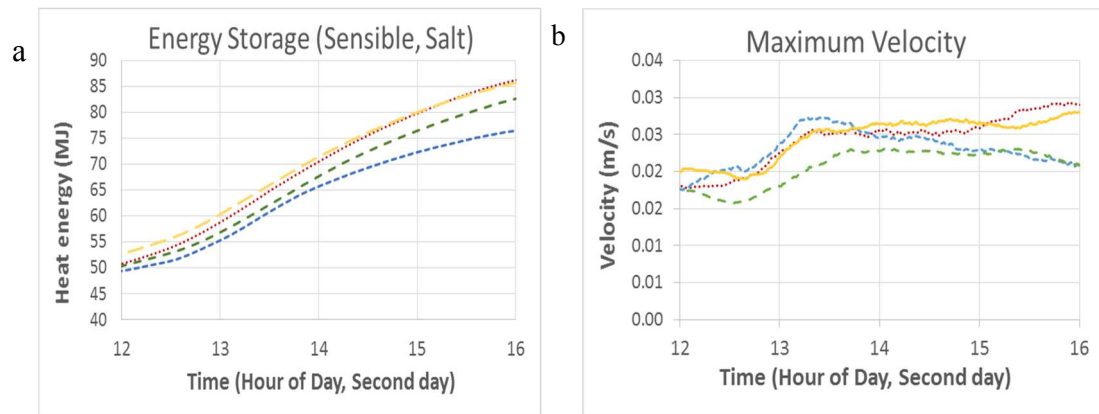 a
Energy Storage (Sensible, Salt)
Heat energy (MJ)
90
85
80
75
70
65
60
55
50
45
40
12 13 14 15 16
Time (Hour of Day, Second day)
b
Maximum Velocity
Velocity (m/s)
0.04
0.03
0.03
0.02
0.02
0.01
0.01
0.00
12 13 14 15 16
Time (Hour of Day, Second day)